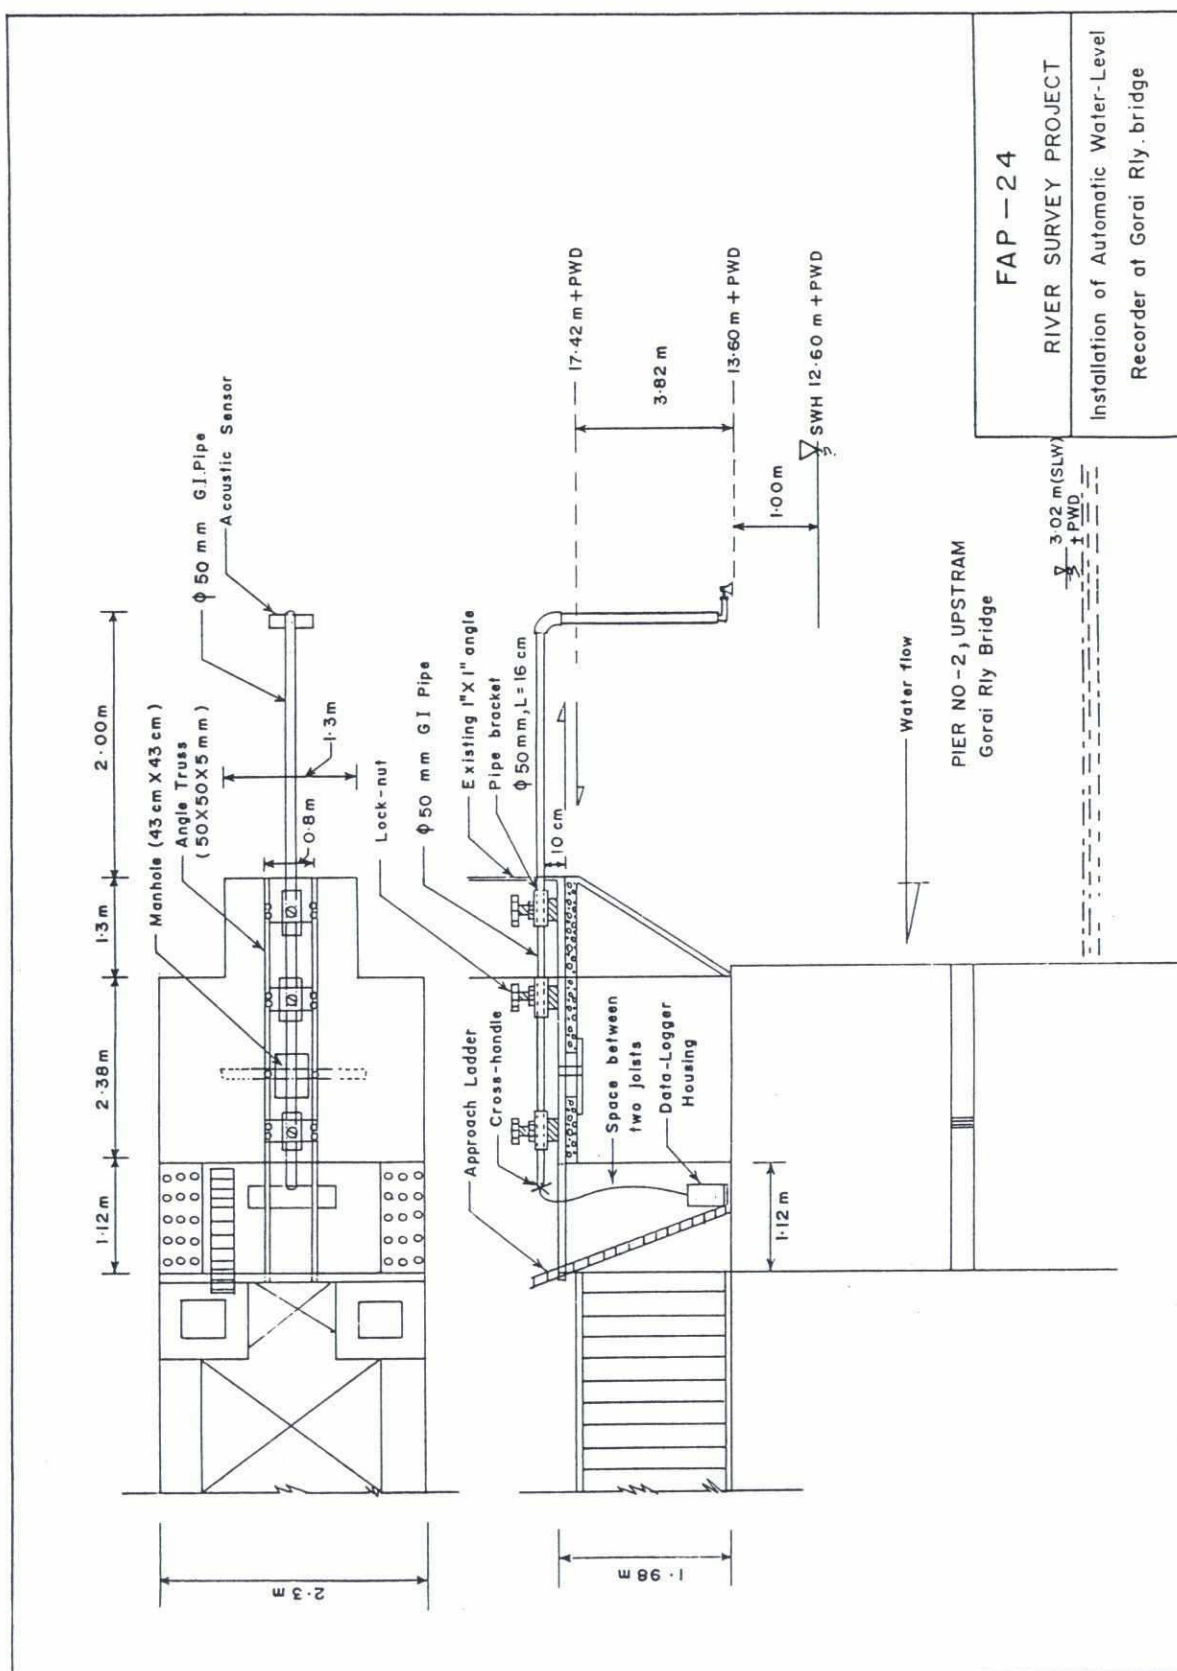 2·00m
1·3m
2·38m
1·12m
2·3m
ϕ 50 mm G.I.Pipe
Acoustic Sensor
Manhole (43 cm X 43 cm)
Angle Truss
(50X50X5 mm)
1·3m
0·8m
Lock-nut
ϕ 50 mm G I Pipe
Existing 1"X 1" angle
Pipe bracket
ϕ 50mm, L = 16 cm
10 cm
Approach Ladder
Cross-handle
Space between
two joists
Data-Logger
Housing
1·12m
1·98m
17·42 m + PWD
3·82 m
13·60 m + PWD
1·00m
SWH 12·60 m + PWD
Water flow
PIER NO-2, UPSTRAM
Gorai Rly Bridge
3·02 m (SLW)
± PWD
FAP-24
RIVER SURVEY PROJECT
Installation of Automatic Water-Level
Recorder at Gorai Rly. bridge